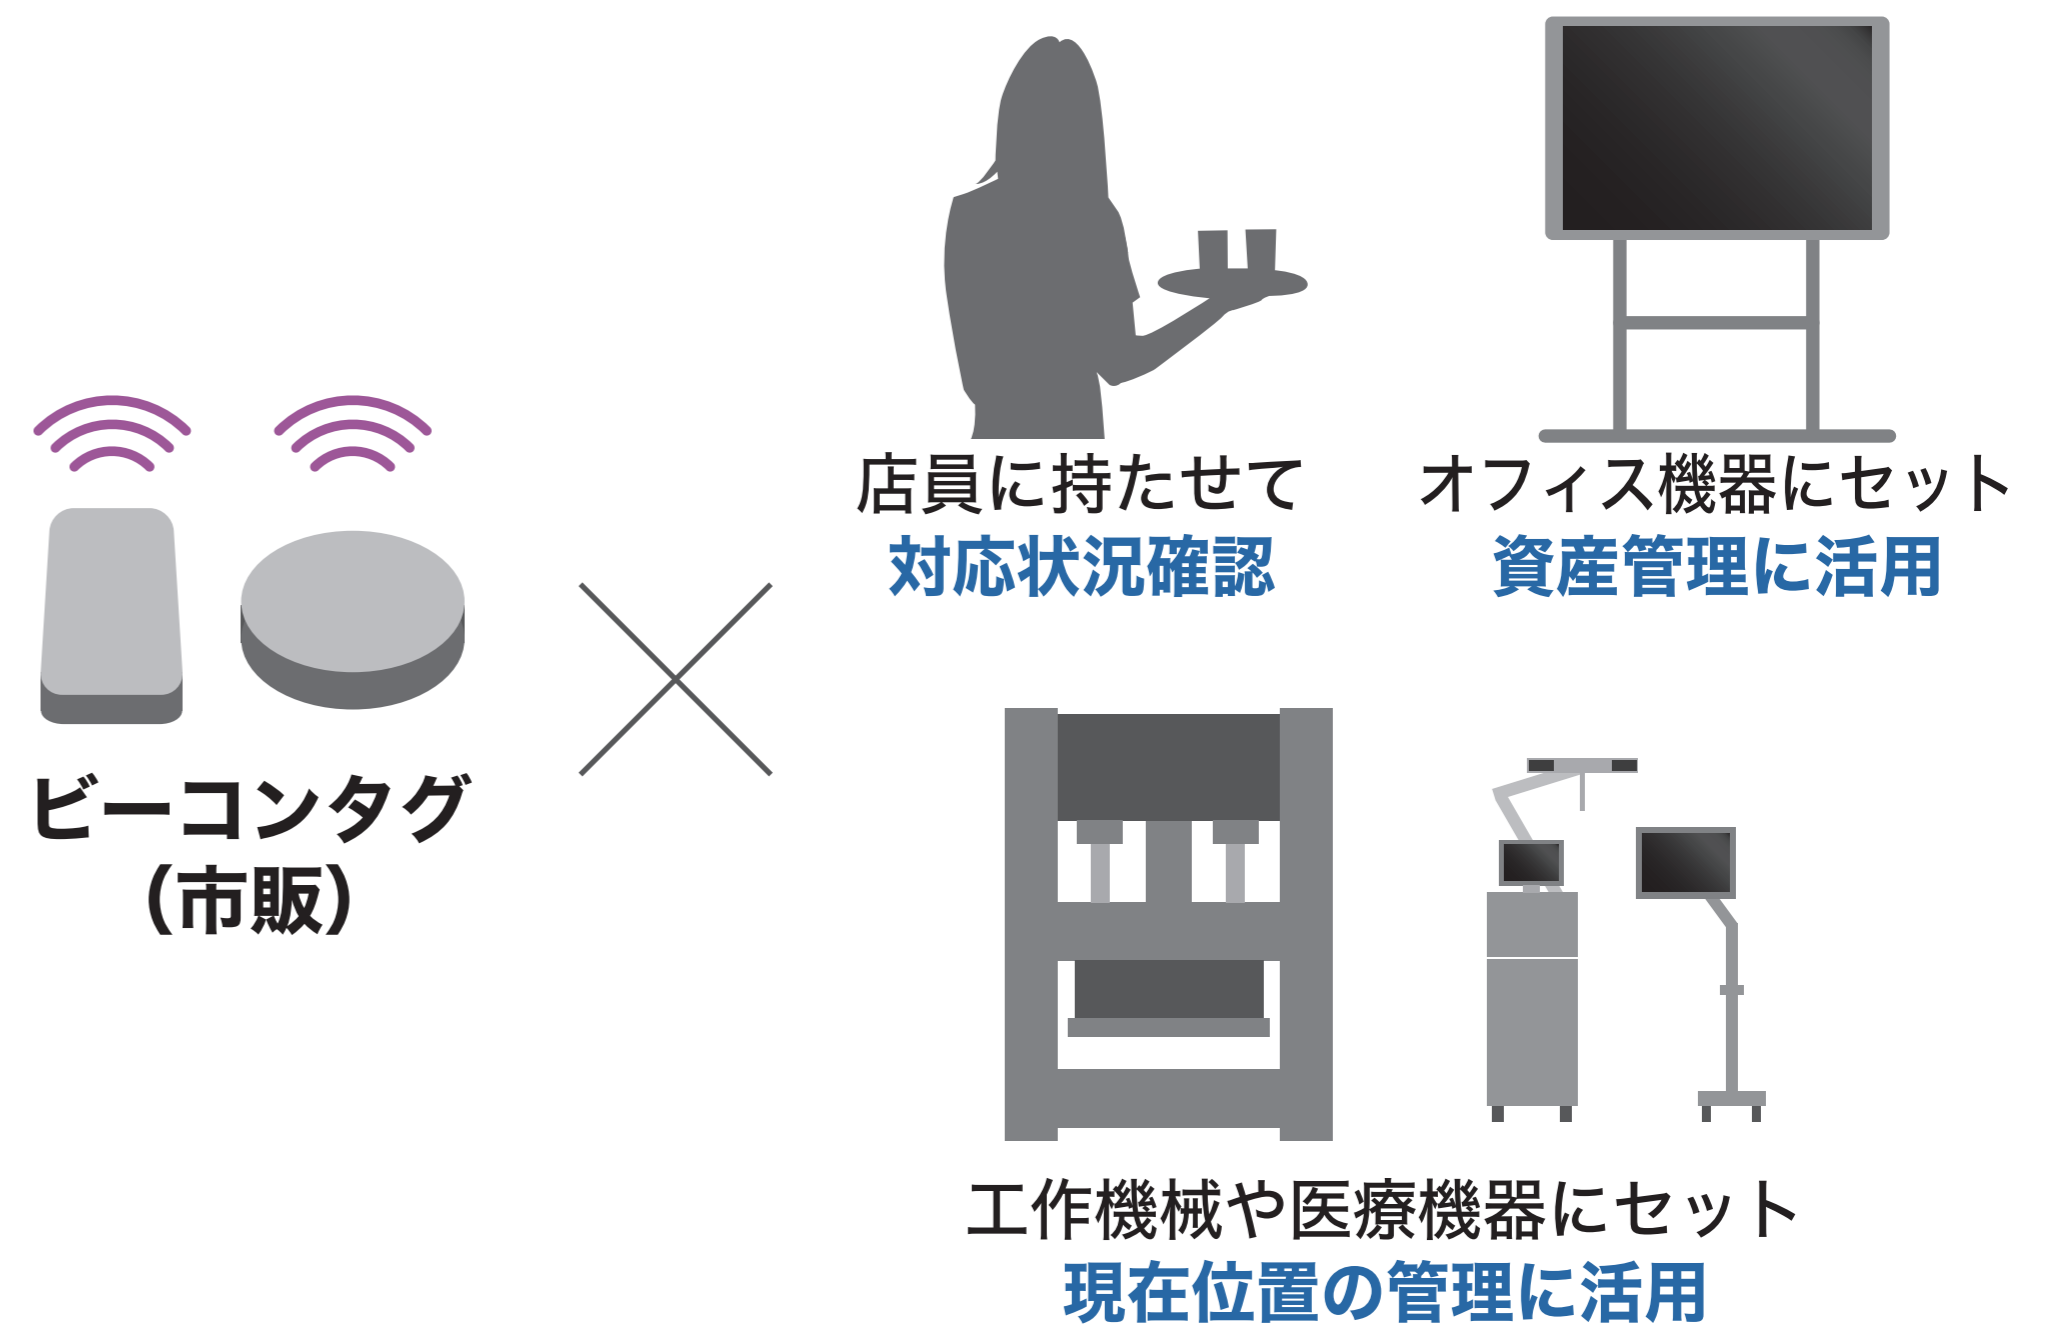 ビーコンタグ
（市販）
店員に持たせて
対応状況確認
オフィス機器にセット
資産管理に活用
工作機械や医療機器にセット
現在位置の管理に活用